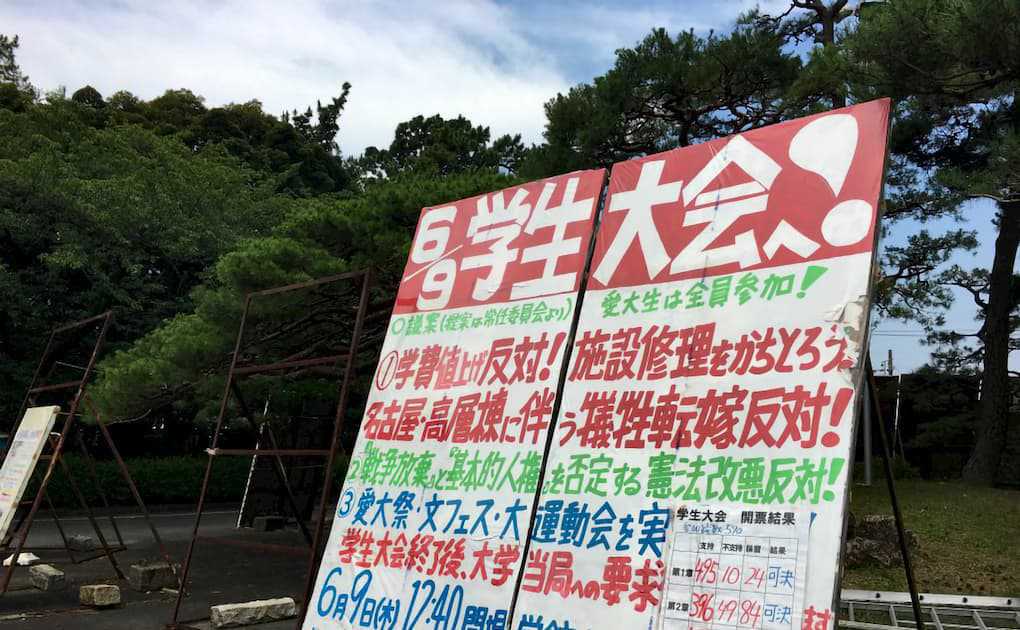 6/9学生大会へ!
○議案(提案は常任委員会より) 愛大生は全員参加!
①学費値上げ反対!施設修理をかちとろう
名古屋・高層棟に伴う犠牲転嫁反対!
②『戦争放棄』と『基本的人権』を否定する憲法改悪反対!
③愛大祭・文フェス・大運動会を実
学生大会終了後、大学当局への要求
6月9日(木)12:40開場
学生大会 開票結果
支持 不支持 保留 結果
第1章 495 10 24 可決
第2章 396 49 84 可決